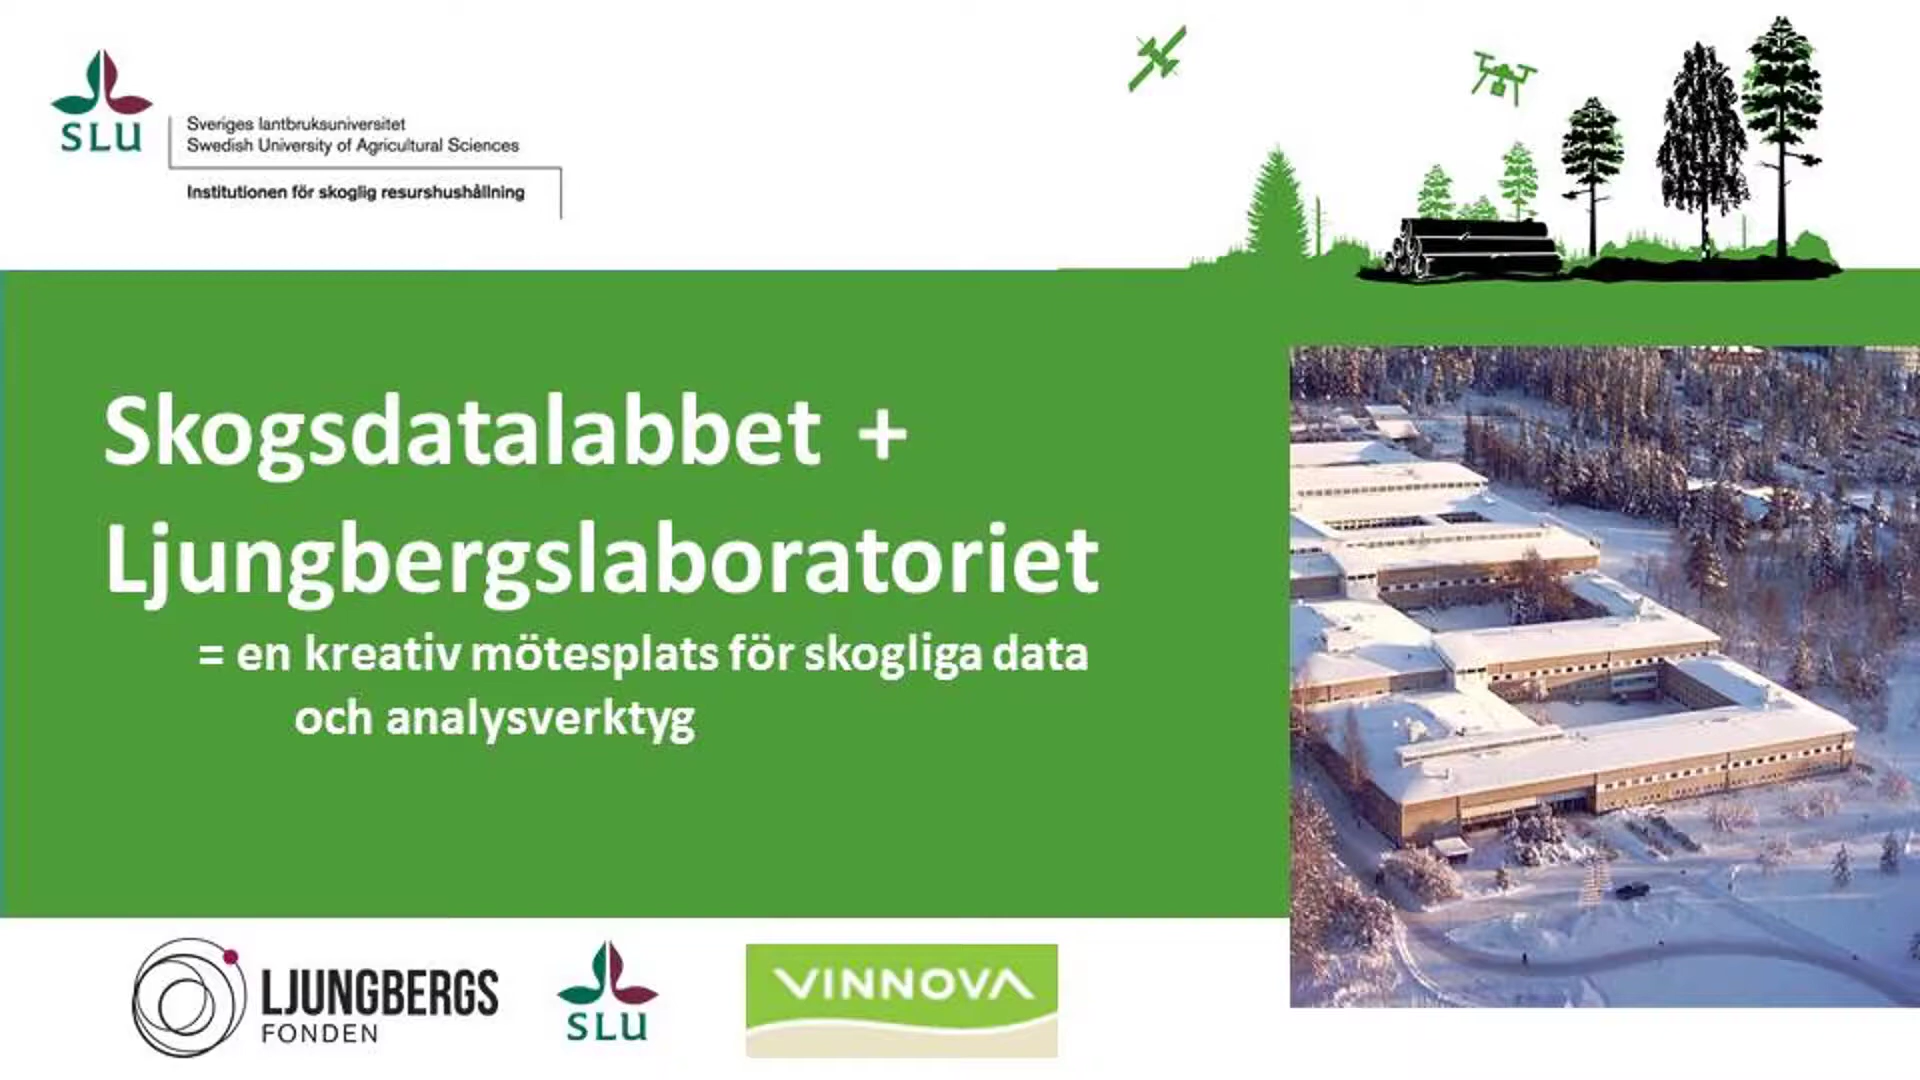 SLU
Sveriges lantbruksuniversitet
Swedish University of Agricultural Sciences
Institutionen för skoglig resurshushållning
Skogsdatalabbet +
Ljungbergslaboratoriet
= en kreativ mötesplats för skogliga data
och analysverktyg
LJUNGBERGS
FONDEN
SLU
VINNOVA